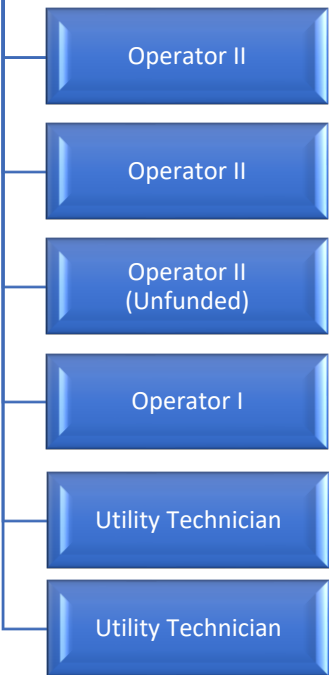 Operator II
Operator II
Operator II
(Unfunded)
Operator I
Utility Technician
Utility Technician